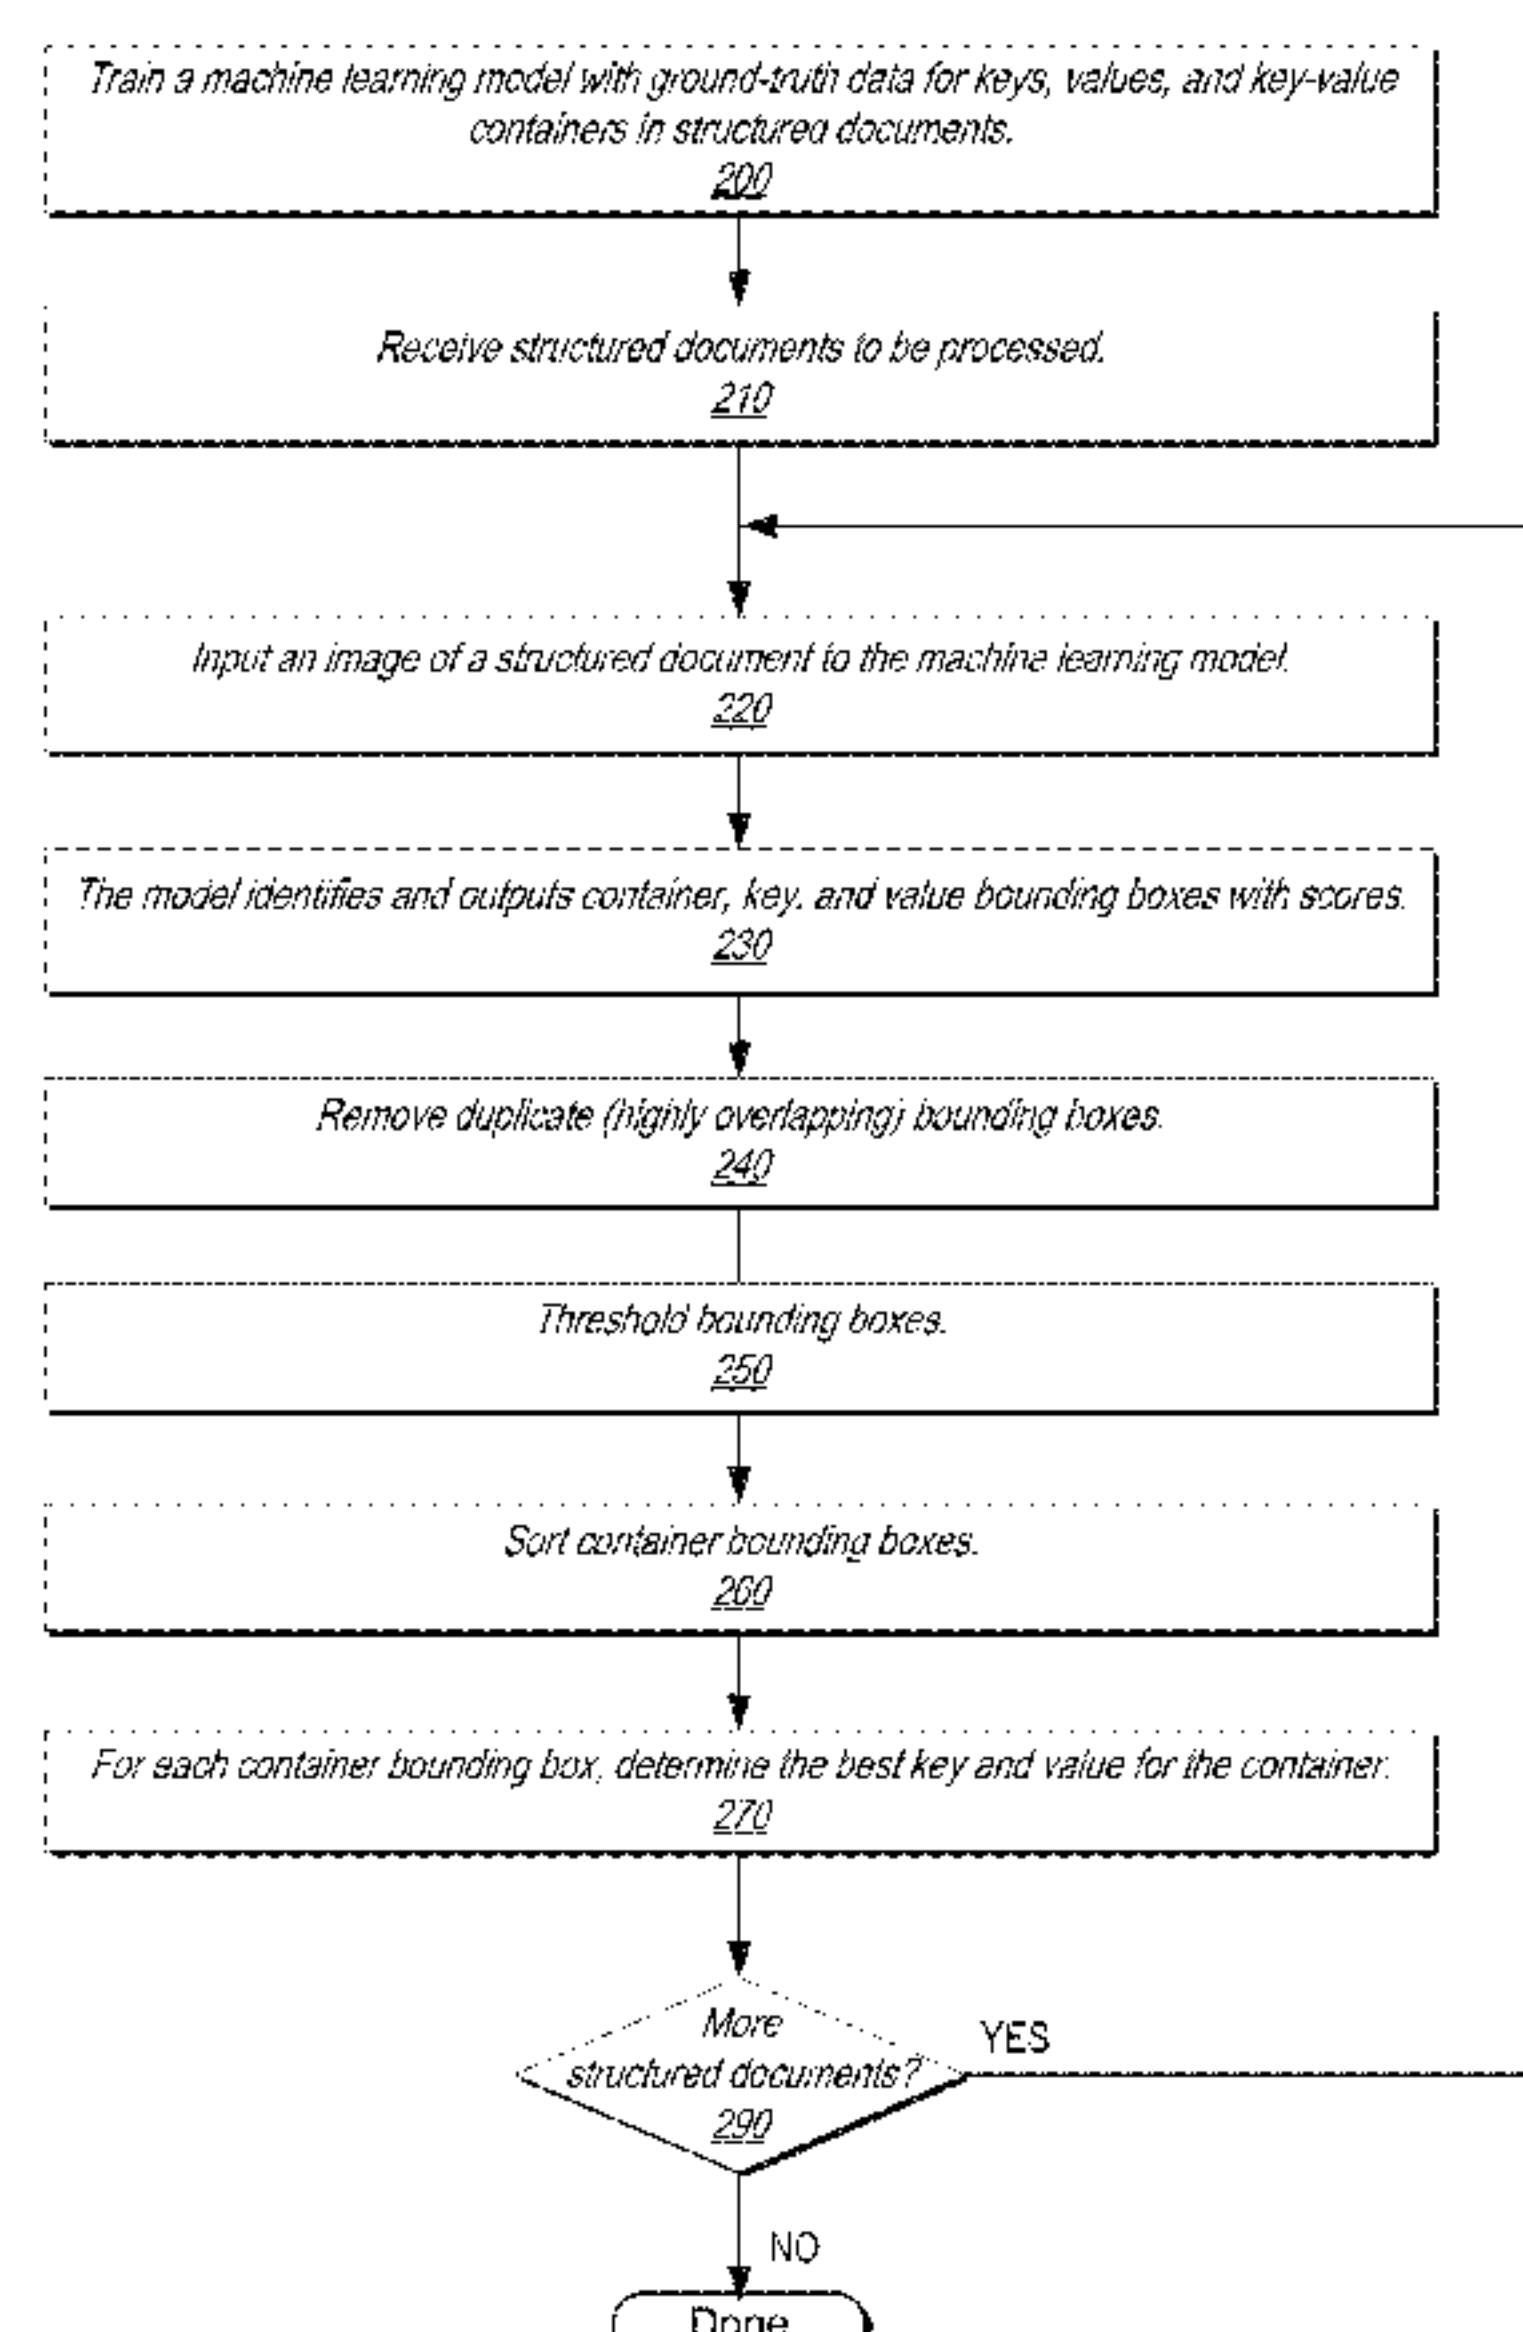 Train a machine learning model with ground-truth data for keys, values, and key-value
containers in structured documents.
200
Receive structured documents to be processed.
210
Input an image of a structured document to the machine learning model.
220
The model identifies and outputs container, key, and value bounding boxes with scores.
230
Remove duplicate (highly overlapping) bounding boxes.
240
Threshold bounding boxes.
250
Sort container bounding boxes.
260
For each container bounding box, determine the best key and value for the container.
270
More
structured documents?
290
YES
NO
Done